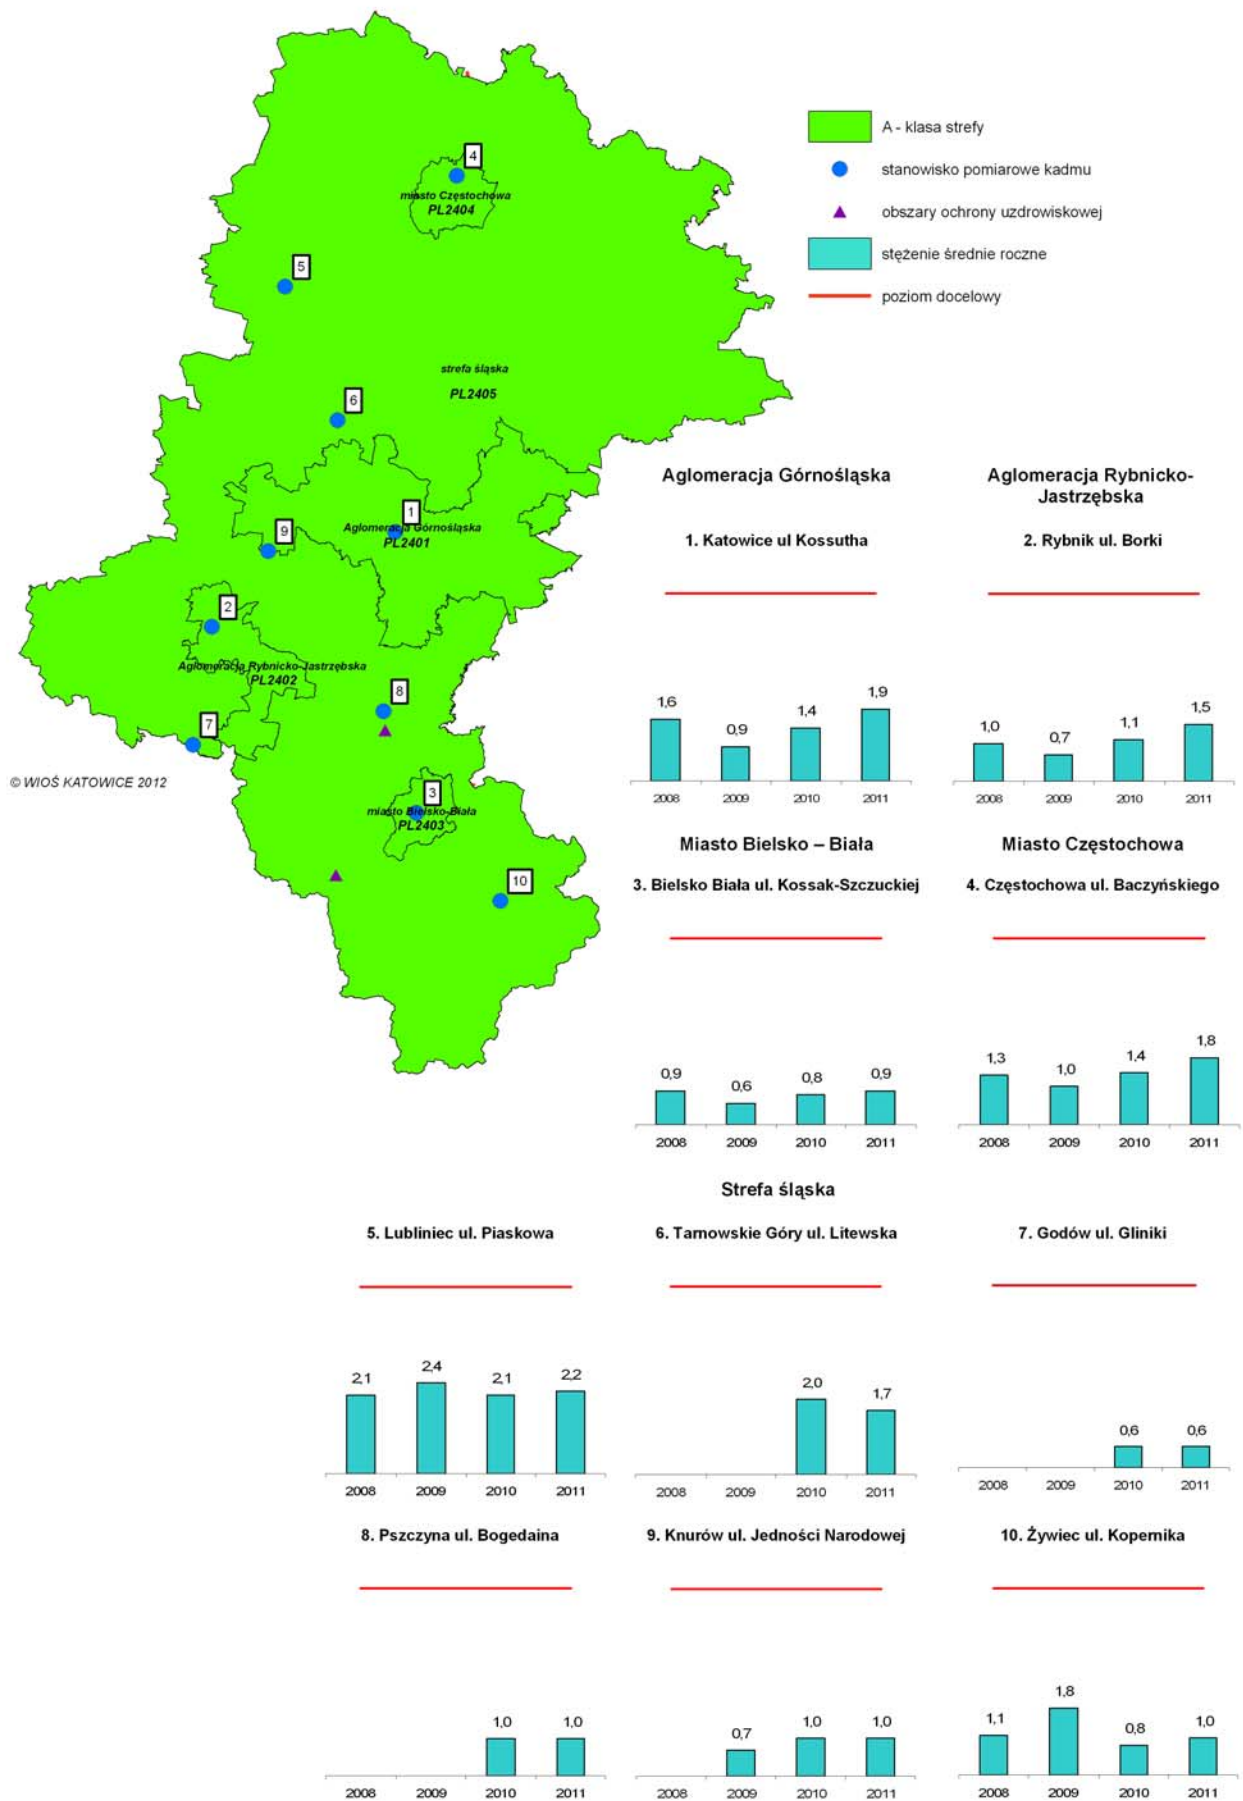 A - klasa strefy
stanowisko pomiarowe kadmu
obszary ochrony uzdrowiskowej
stężenie średnie roczne
poziom docelowy
4
miasto Częstochowa
PL2404
5
strefa śląska
PL2405
6
1
Aglomeracja Górnośląska
PL2401
9
2
Aglomeracja Rybnicko-Jastrzębska
PL2402
8
7
3
miasto Bielsko-Biała
PL2403
10
© WIOŚ KATOWICE 2012
Aglomeracja Górnośląska
1. Katowice ul Kossutha
1,6 0,9 1,4 1,9
2008 2009 2010 2011
Aglomeracja Rybnicko-
Jastrzębska
2. Rybnik ul. Borki
1,0 0,7 1,1 1,5
2008 2009 2010 2011
Miasto Bielsko – Biała
3. Bielsko Biała ul. Kossak-Szczuckiej
0,9 0,6 0,8 0,9
2008 2009 2010 2011
Miasto Częstochowa
4. Częstochowa ul. Baczyńskiego
1,3 1,0 1,4 1,8
2008 2009 2010 2011
Strefa śląska
5. Lubliniec ul. Piaskowa
2,1 2,4 2,1 2,2
2008 2009 2010 2011
6. Tarnowskie Góry ul. Litewska
2,0 1,7
2008 2009 2010 2011
7. Godów ul. Gliniki
0,6 0,6
2008 2009 2010 2011
8. Pszczyna ul. Bogedaina
1,0 1,0
2008 2009 2010 2011
9. Knurów ul. Jedności Narodowej
0,7 1,0 1,0
2008 2009 2010 2011
10. Żywiec ul. Kopernika
1,1 1,8 0,8 1,0
2008 2009 2010 2011